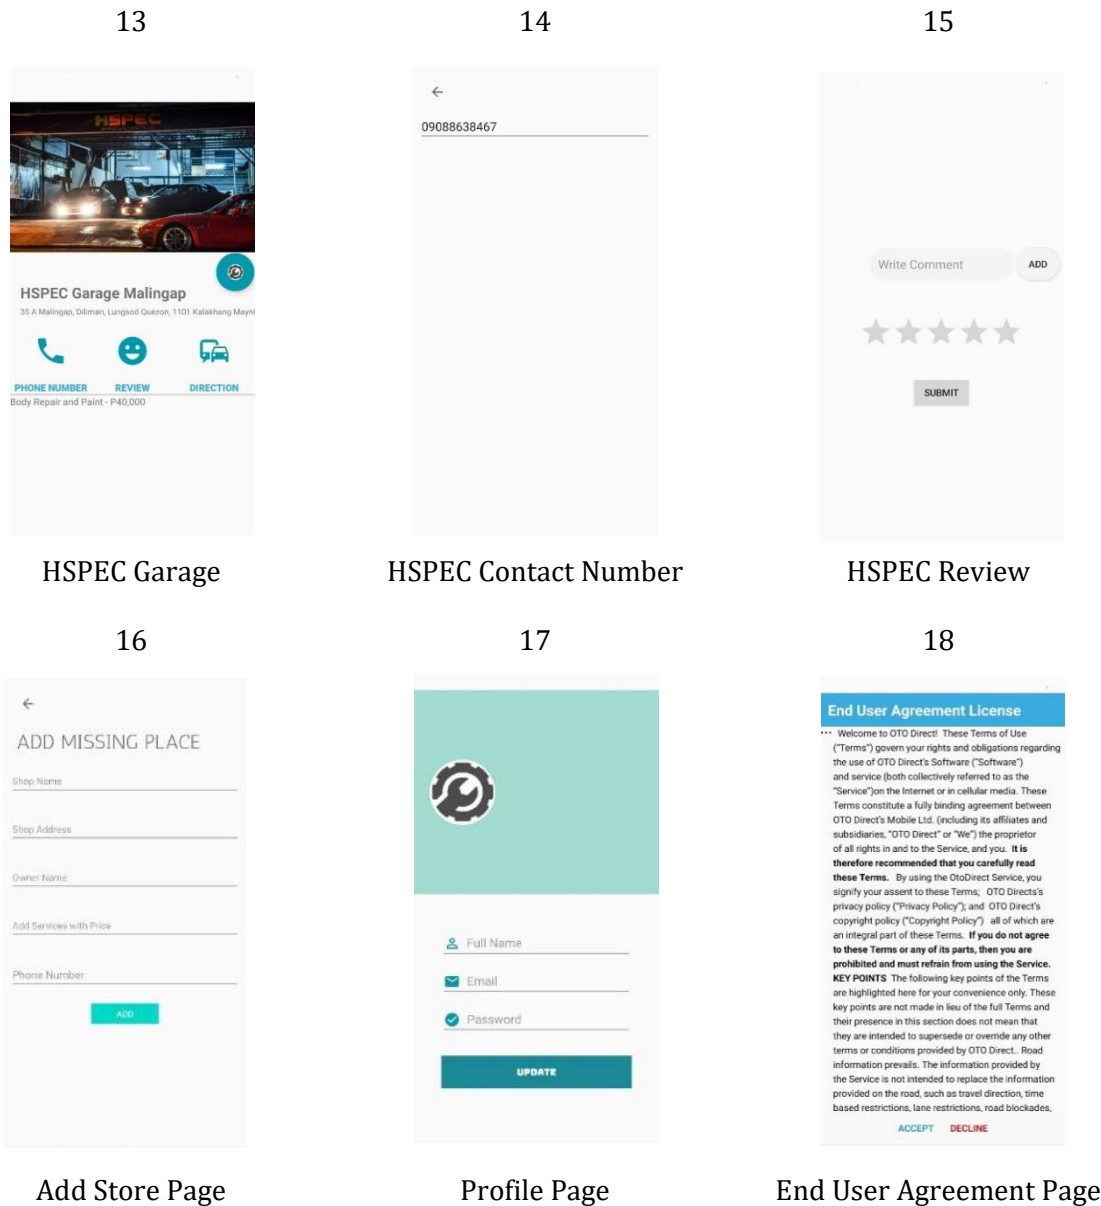 13
14
15
HSPEC
HSPEC Garage Malingap
35 A Malingap, Diliman, Lungsod Quezon, 1101 Kalakhang Mayni
PHONE NUMBER
REVIEW
DIRECTION
Body Repair and Paint - P40,000
09088638467
Write Comment
ADD
SUBMIT
HSPEC Garage
HSPEC Contact Number
HSPEC Review
16
17
18
ADD MISSING PLACE
Shop Name
Shop Address
Owner Name
Add Services with Price
Phone Number
ADD
Full Name
Email
Password
UPDATE
End User Agreement License
··· Welcome to OTO Direct! These Terms of Use
("Terms") govern your rights and obligations regarding
the use of OTO Direct's Software ("Software")
and service (both collectively referred to as the
"Service")on the Internet or in cellular media. These
Terms constitute a fully binding agreement between
OTO Direct's Mobile Ltd. (including its affiliates and
subsidiaries, "OTO Direct" or "We") the proprietor
of all rights in and to the Service, and you. It is
therefore recommended that you carefully read
these Terms. By using the OtoDirect Service, you
signify your assent to these Terms; OTO Directs's
privacy policy ("Privacy Policy"); and OTO Direct's
copyright policy ("Copyright Policy") all of which are
an integral part of these Terms. If you do not agree
to these Terms or any of its parts, then you are
prohibited and must refrain from using the Service.
KEY POINTS The following key points of the Terms
are highlighted here for your convenience only. These
key points are not made in lieu of the full Terms and
their presence in this section does not mean that
they are intended to supersede or override any other
terms or conditions provided by OTO Direct.. Road
information prevails. The information provided by
the Service is not intended to replace the information
provided on the road, such as travel direction, time
based restrictions, lane restrictions, road blockades,
ACCEPT
DECLINE
Add Store Page
Profile Page
End User Agreement Page